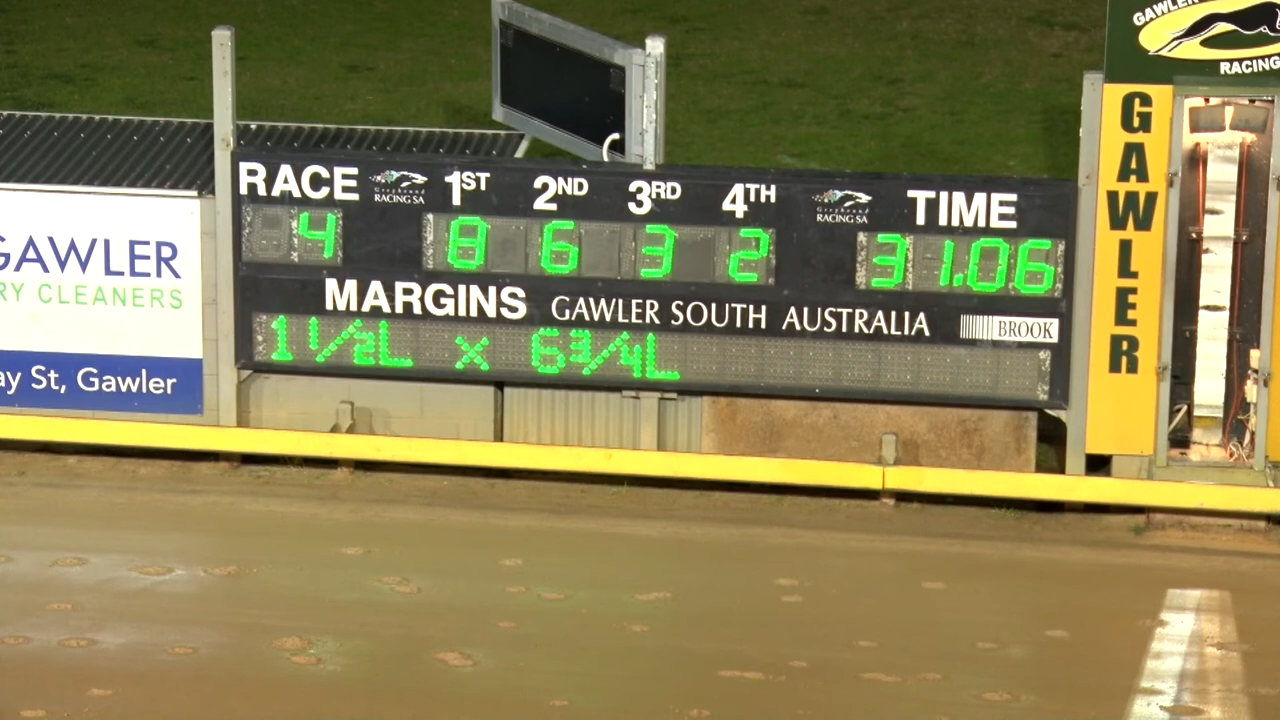 GAWLER
RACING
RACE
Greyhound
RACING SA
1ST
2ND
3RD
4TH
Greyhound
RACING SA
TIME
4
8
6
3
2
31.06
MARGINS
GAWLER SOUTH AUSTRALIA
BROOK
1 1/2L x 6 3/4L
GAWLER
RY CLEANERS
ay St, Gawler
GAWLER